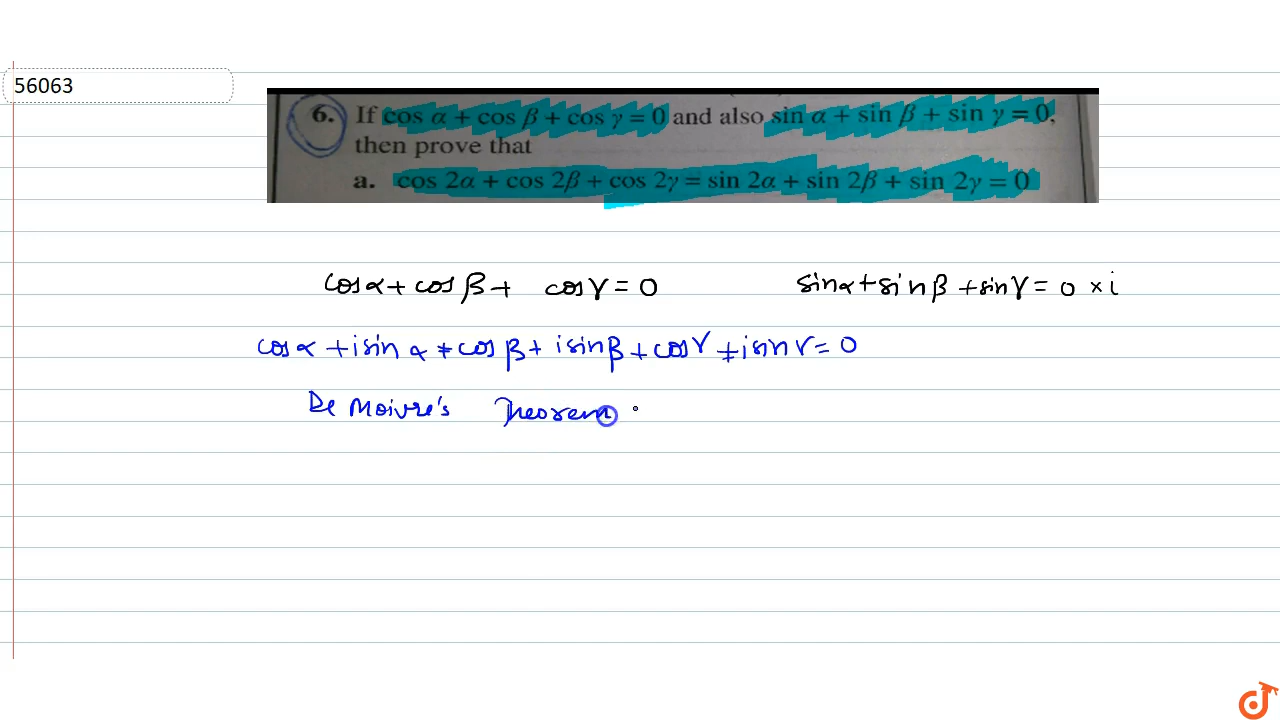 56063
6. If cos α + cos β + cos γ = 0 and also sin α + sin β + sin γ = 0,
then prove that
a. cos 2α + cos 2β + cos 2γ = sin 2α + sin 2β + sin 2γ = 0
cosα + cosβ + cosγ = 0 sinα + sinβ + sinγ = 0 × i
cosα + isinα + cosβ + isinβ + cosγ + isinγ = 0
De Moivre's Theorem